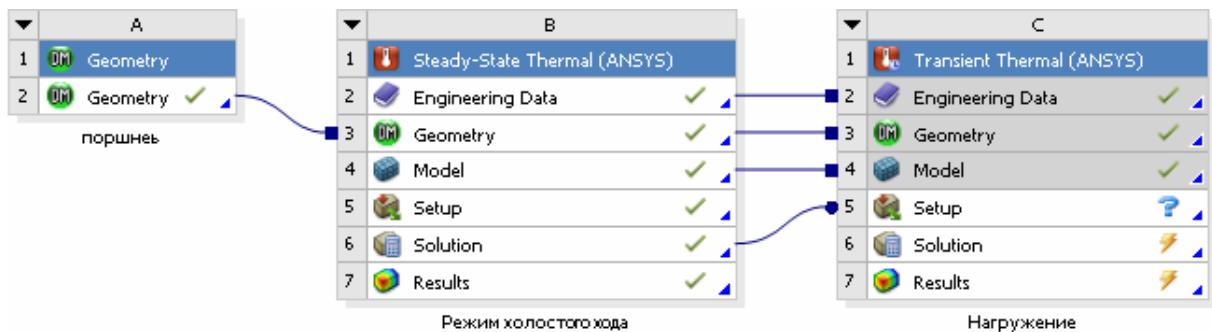 A
1 Geometry
2 Geometry
поршнеь
B
1 Steady-State Thermal (ANSYS)
2 Engineering Data
3 Geometry
4 Model
5 Setup
6 Solution
7 Results
Режим холостого хода
C
1 Transient Thermal (ANSYS)
2 Engineering Data
3 Geometry
4 Model
5 Setup
6 Solution
7 Results
Нагружение